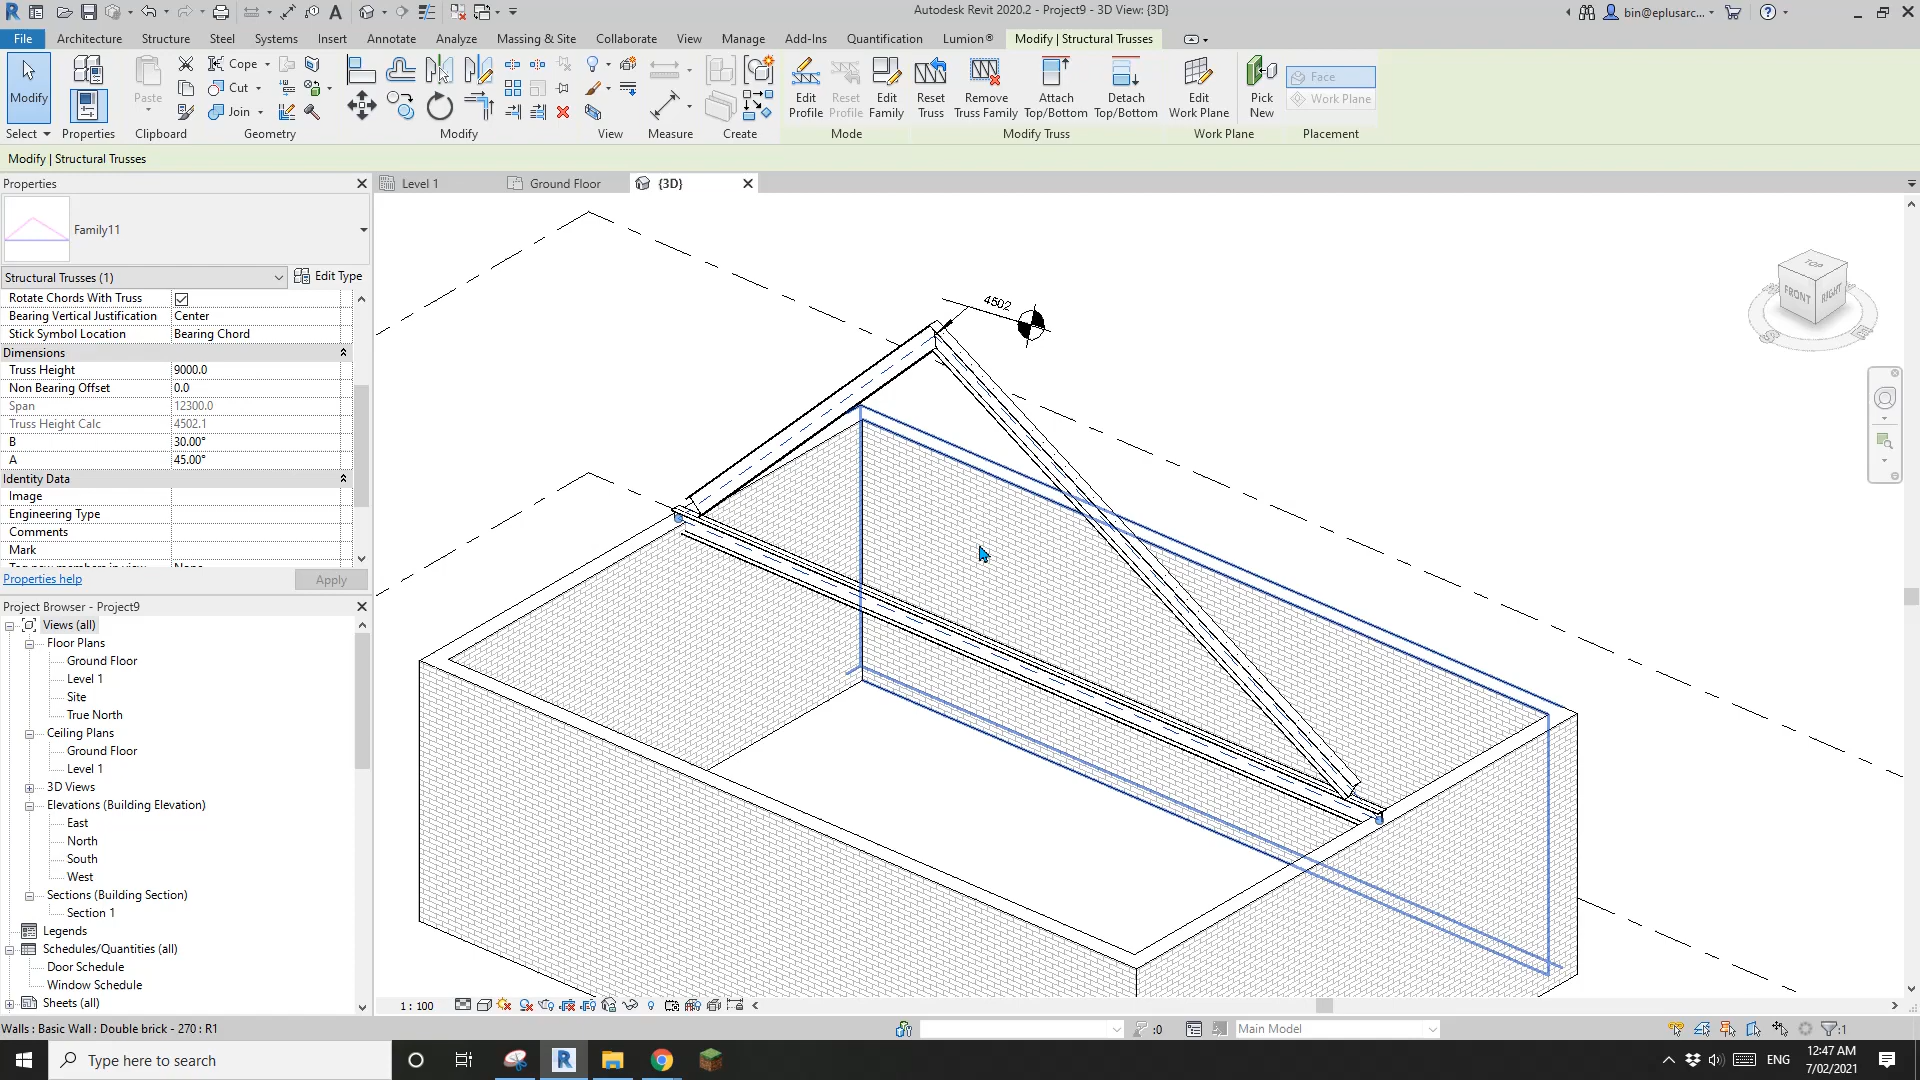 Autodesk Revit 2020.2 - Project9 - 3D View: {3D}
bin@eplusarc...
File Architecture Structure Steel Systems Insert Annotate Analyze Massing & Site Collaborate View Manage Add-Ins Quantification Lumion® Modify | Structural Trusses
Modify
Paste
Cope
Cut
Join
Edit Profile
Reset Profile
Edit Family
Reset Truss
Remove Truss Family
Attach Top/Bottom
Detach Top/Bottom
Edit Work Plane
Pick New
Face
Work Plane
Select Properties Clipboard Geometry Modify View Measure Create Mode Modify Truss Work Plane Placement
Modify | Structural Trusses
Properties
Level 1
Ground Floor
{3D}
Family11
Structural Trusses (1)
Edit Type
Rotate Chords With Truss
Bearing Vertical Justification Center
Stick Symbol Location Bearing Chord
Dimensions
Truss Height 9000.0
Non Bearing Offset 0.0
Span 12300.0
Truss Height Calc 4502.1
B 30.00°
A 45.00°
Identity Data
Image
Engineering Type
Comments
Mark
Properties help
Apply
Project Browser - Project9
Views (all)
Floor Plans
Ground Floor
Level 1
Site
True North
Ceiling Plans
Ground Floor
Level 1
3D Views
Elevations (Building Elevation)
East
North
South
West
Sections (Building Section)
Section 1
Legends
Schedules/Quantities (all)
Door Schedule
Window Schedule
Sheets (all)
4502
TOP
FRONT
RIGHT
1 : 100
Walls : Basic Wall : Double brick - 270 : R1
:0
Main Model
:1
Type here to search
ENG
12:47 AM
7/02/2021